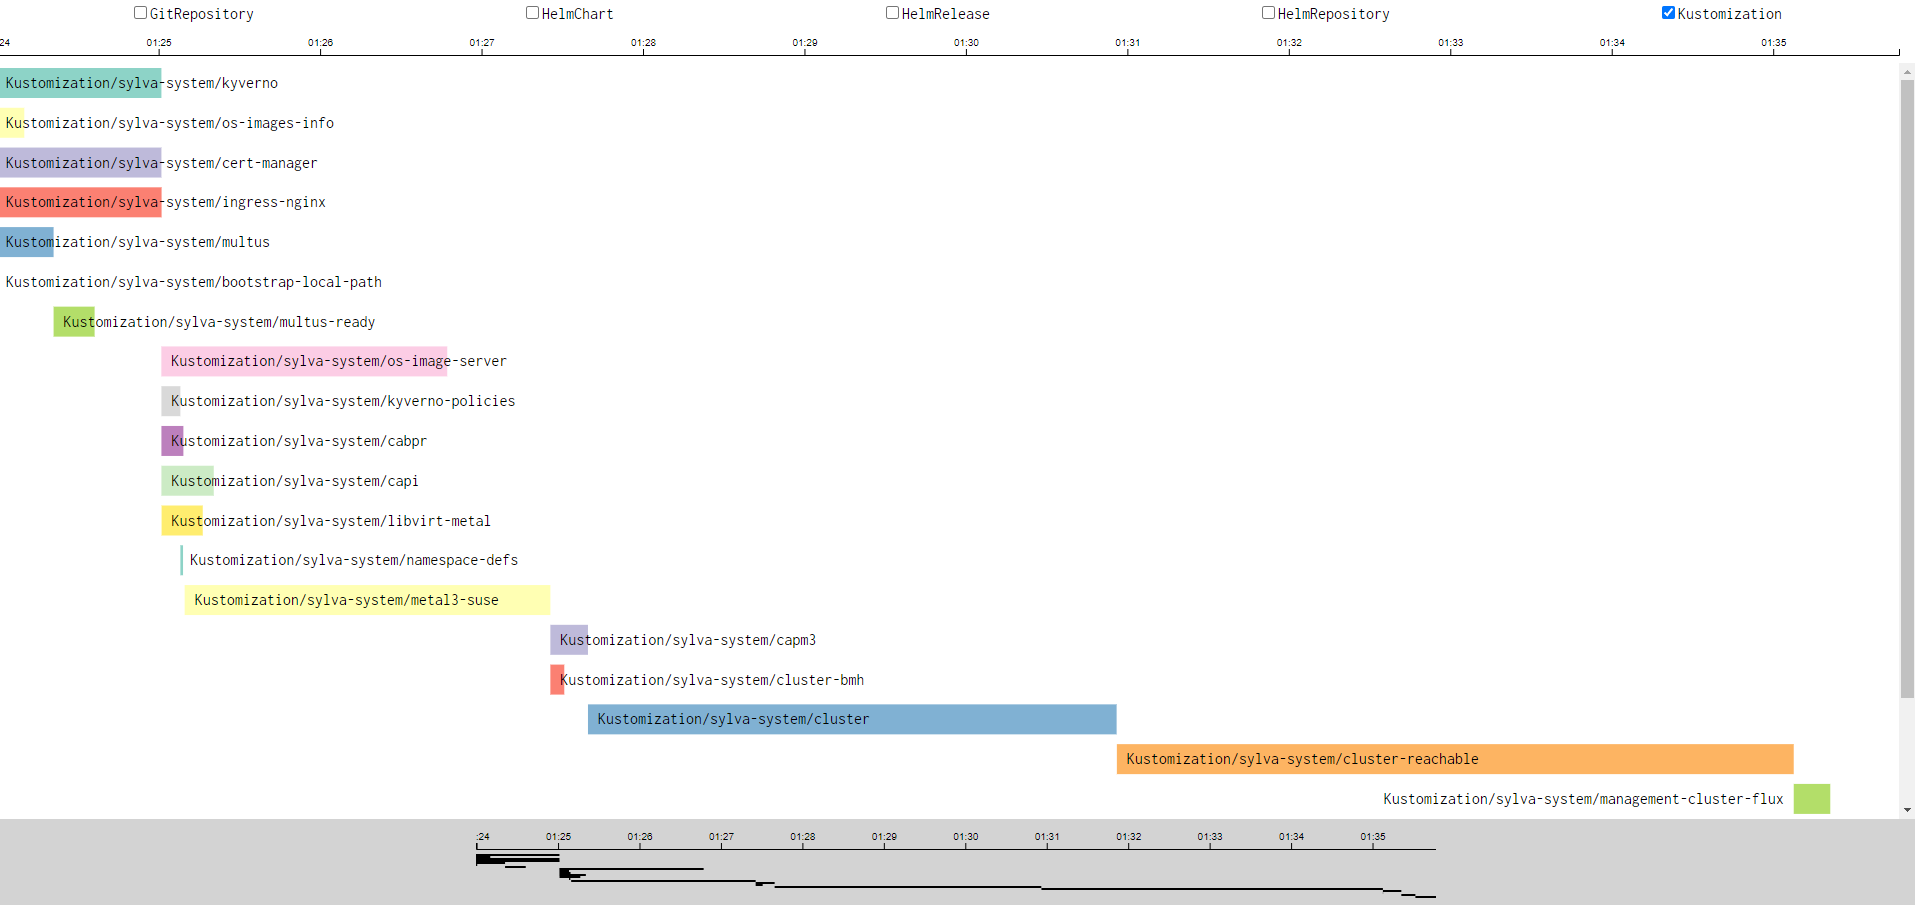 GitRepository HelmChart HelmRelease HelmRepository Kustomization
24 01:25 01:26 01:27 01:28 01:29 01:30 01:31 01:32 01:33 01:34 01:35
Kustomization/sylva-system/kyverno
Kustomization/sylva-system/os-images-info
Kustomization/sylva-system/cert-manager
Kustomization/sylva-system/ingress-nginx
Kustomization/sylva-system/multus
Kustomization/sylva-system/bootstrap-local-path
Kustomization/sylva-system/multus-ready
Kustomization/sylva-system/os-image-server
Kustomization/sylva-system/kyverno-policies
Kustomization/sylva-system/cabpr
Kustomization/sylva-system/capi
Kustomization/sylva-system/libvirt-metal
Kustomization/sylva-system/namespace-defs
Kustomization/sylva-system/metal3-suse
Kustomization/sylva-system/capm3
Kustomization/sylva-system/cluster-bmh
Kustomization/sylva-system/cluster
Kustomization/sylva-system/cluster-reachable
Kustomization/sylva-system/management-cluster-flux
:24 01:25 01:26 01:27 01:28 01:29 01:30 01:31 01:32 01:33 01:34 01:35